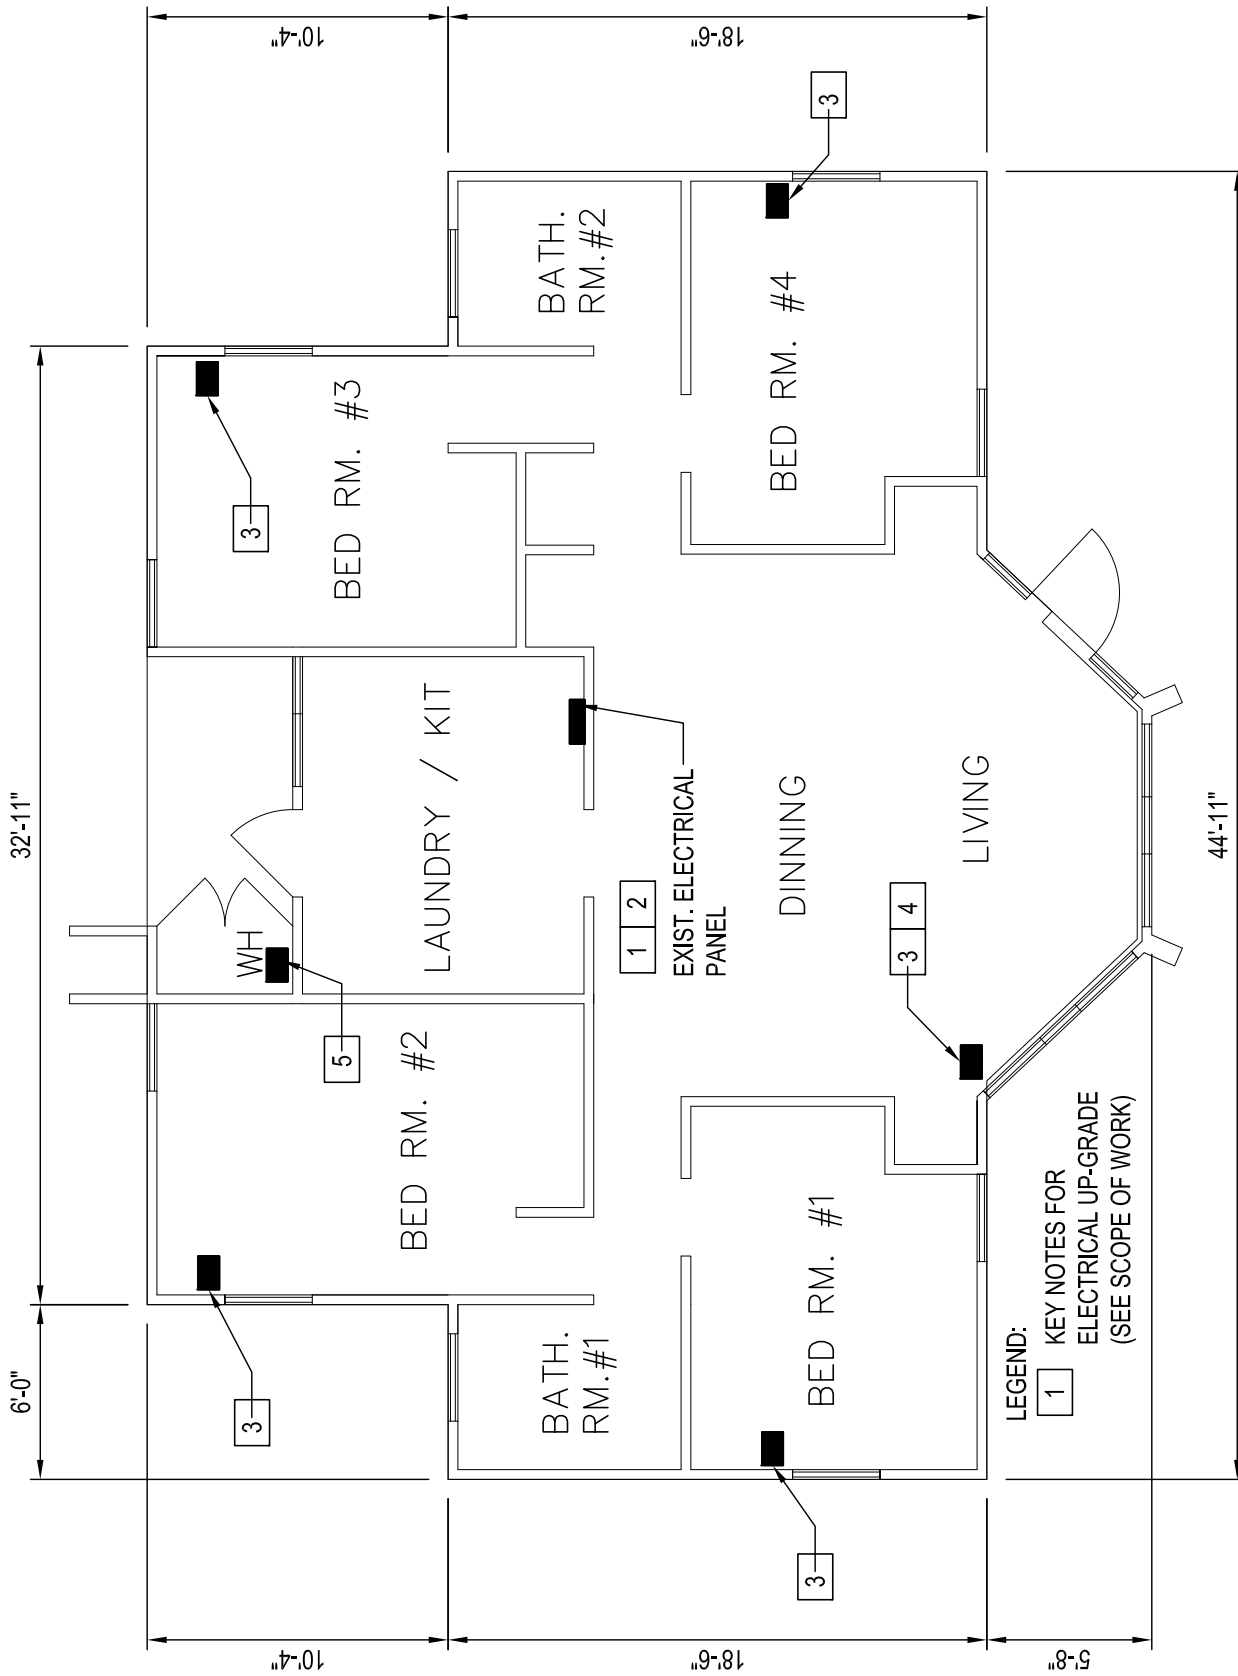 32'-11"
6'-0"
10'-4"
18'-6"
5'-8"
10'-4"
18'-6"
44'-11"
3
BED RM. #2
5
WH
LAUNDRY / KIT
3
BED RM. #3
BATH.
RM.#1
BATH.
RM.#2
1 2
EXIST. ELECTRICAL
PANEL
3
BED RM. #1
DINNING
LIVING
3 4
BED RM. #4
3
LEGEND:
1 KEY NOTES FOR
ELECTRICAL UP-GRADE
(SEE SCOPE OF WORK)